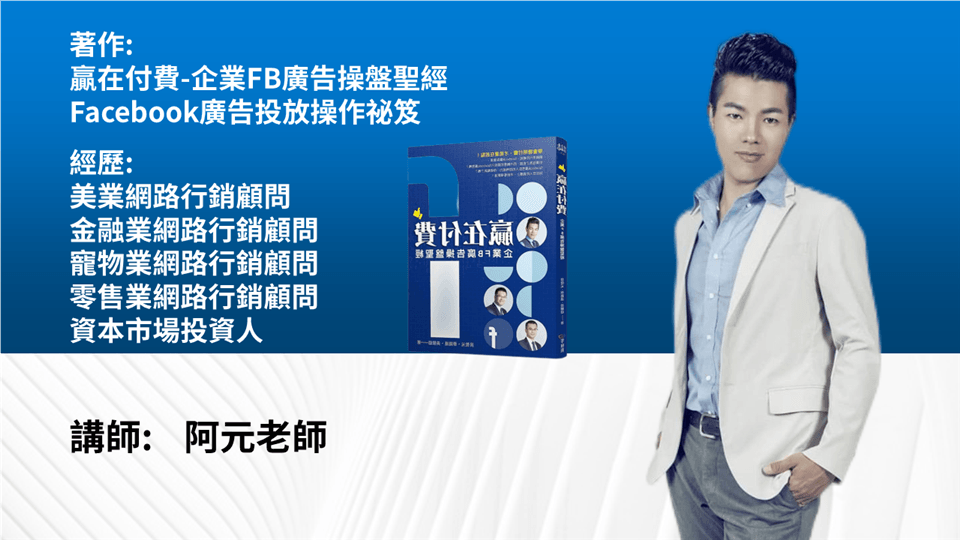 著作:
贏在付費-企業FB廣告操盤聖經
Facebook廣告投放操作祕笈
經歷:
美業網路行銷顧問
金融業網路行銷顧問
寵物業網路行銷顧問
零售業網路行銷顧問
資本市場投資人
贏在付費
企業FB廣告操盤聖經
贏在付費
講師: 阿元老師